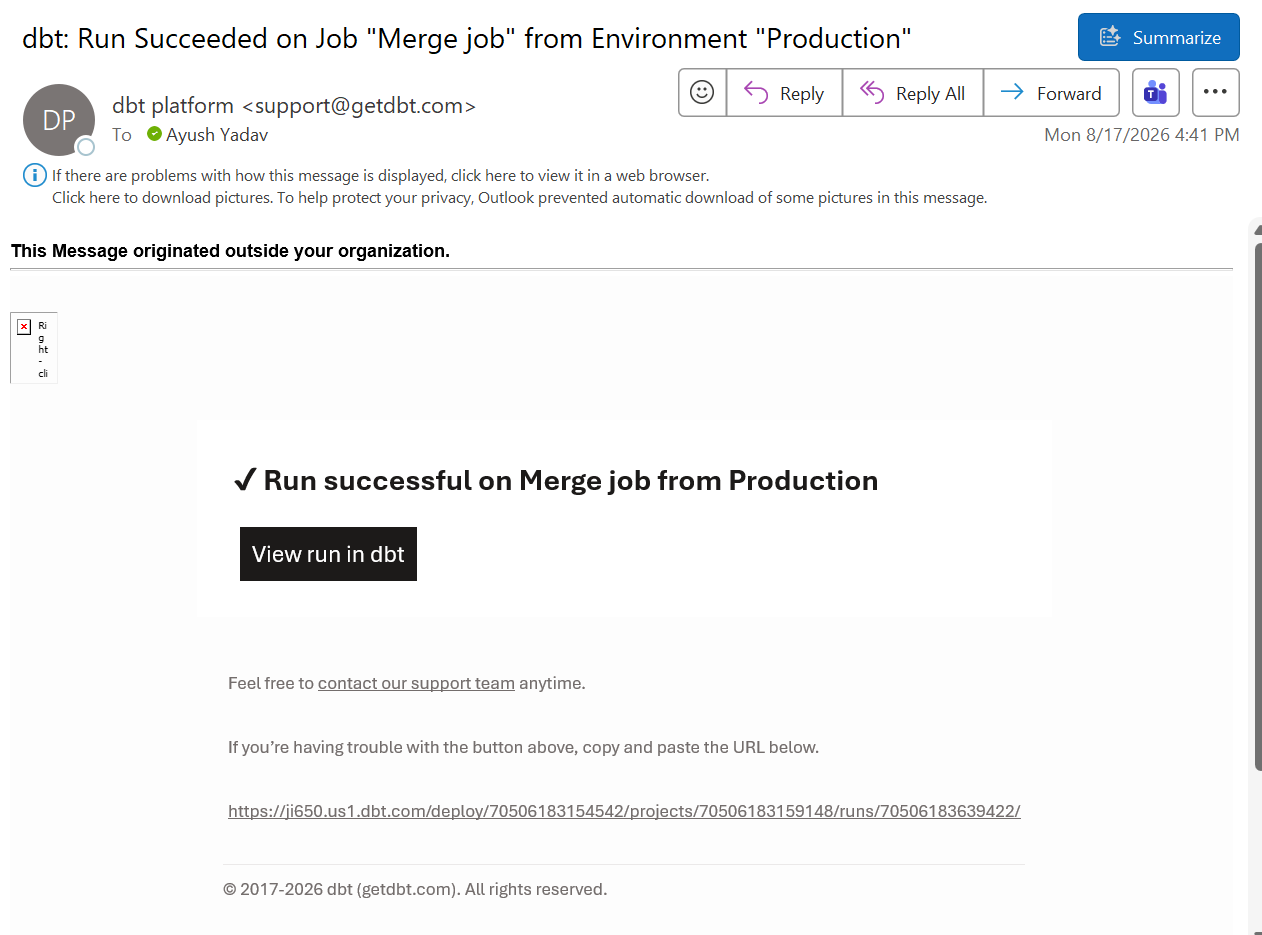 dbt: Run Succeeded on Job "Merge job" from Environment "Production"
Summarize
DP
dbt platform <support@getdbt.com>
Reply
Reply All
Forward
T
To Ayush Yadav
Mon 8/17/2026 4:41 PM
If there are problems with how this message is displayed, click here to view it in a web browser.
Click here to download pictures. To help protect your privacy, Outlook prevented automatic download of some pictures in this message.
This Message originated outside your organization.
Ri
g
ht
-
cli
✓ Run successful on Merge job from Production
View run in dbt
Feel free to contact our support team anytime.
If you’re having trouble with the button above, copy and paste the URL below.
https://ji650.us1.dbt.com/deploy/70506183154542/projects/70506183159148/runs/70506183639422/
© 2017-2026 dbt (getdbt.com). All rights reserved.